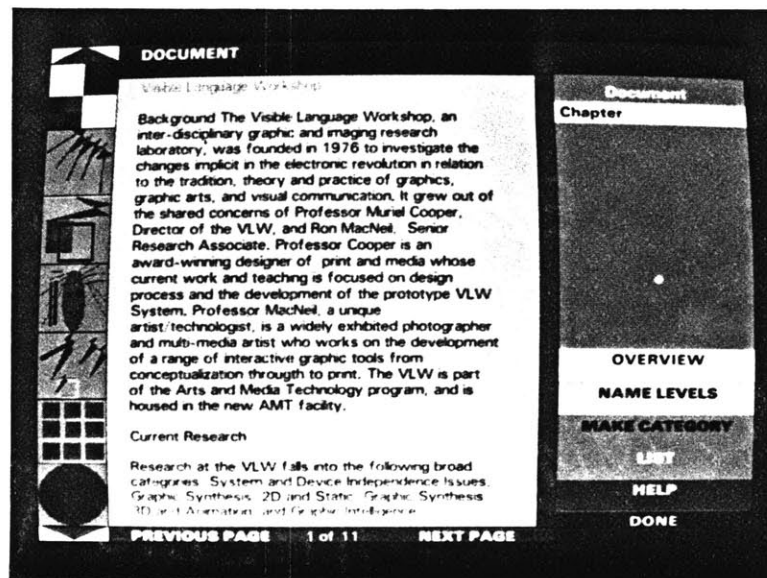 DOCUMENT
Visible Language Workshop
Background The Visible Language Workshop, an
inter-disciplinary graphic and imaging research
laboratory, was founded in 1976 to investigate the
changes implicit in the electronic revolution in relation
to the tradition, theory and practice of graphics,
graphic arts, and visual communication. It grew out of
the shared concerns of Professor Muriel Cooper,
Director of the VLW, and Ron MacNeil, Senior
Research Associate. Professor Cooper is an
award-winning designer of print and media whose
current work and teaching is focused on design
process and the development of the prototype VLW
System. Professor MacNeil, a unique
artist/technologist, is a widely exhbited photographer
and multi-media artist who works on the development
of a range of interactive graphic tools from
conceptualization througth to print. The VLW is part
of the Arts and Media Technology program, and is
housed in the new AMT facility.
Current Research
Research at the VLW falls into the following broad
categories: System and Device Independence Issues,
Graphic Synthesis: 2D and Static, Graphic Synthesis
3D and Animation, and Graphic Intelligence
PREVIOUS PAGE 1 of 11 NEXT PAGE
Document
Chapter
OVERVIEW
NAME LEVELS
MAKE CATEGORY
LIST
HELP
DONE